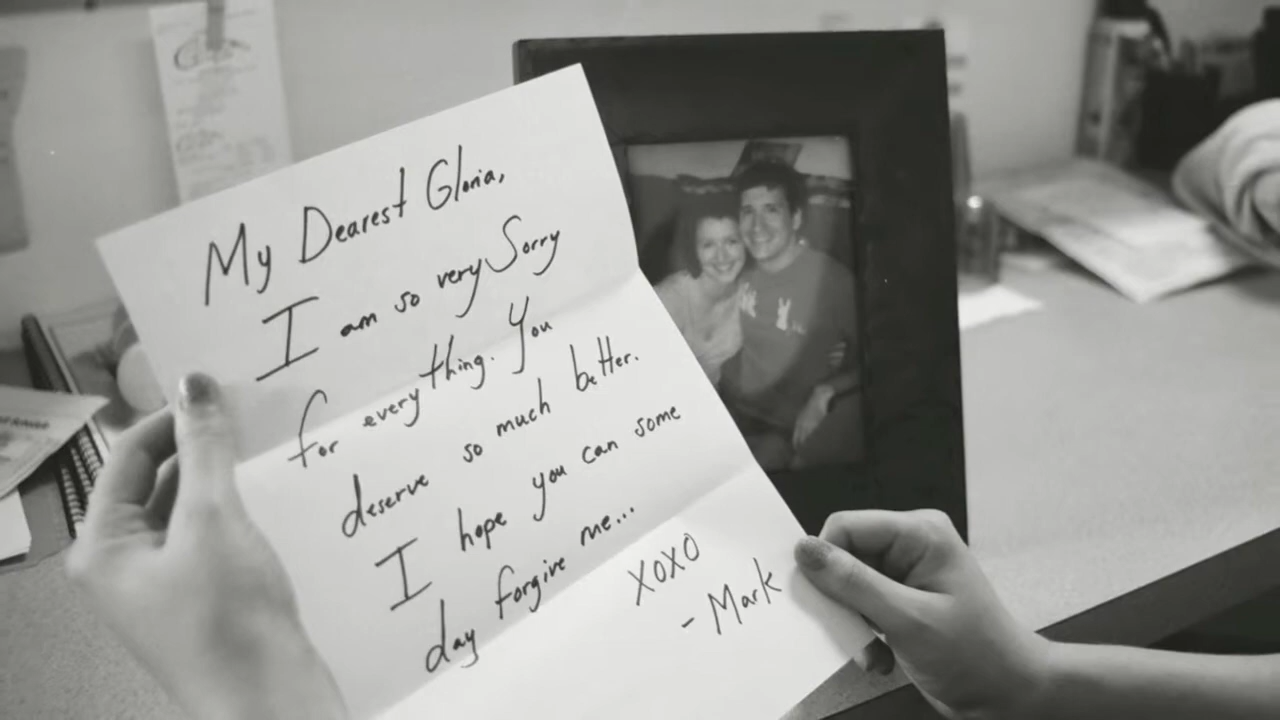 My Dearest Gloria,
I am so very Sorry
for everything. You
deserve so much better.
I hope you can some
day forgive me...
XOXO
- Mark